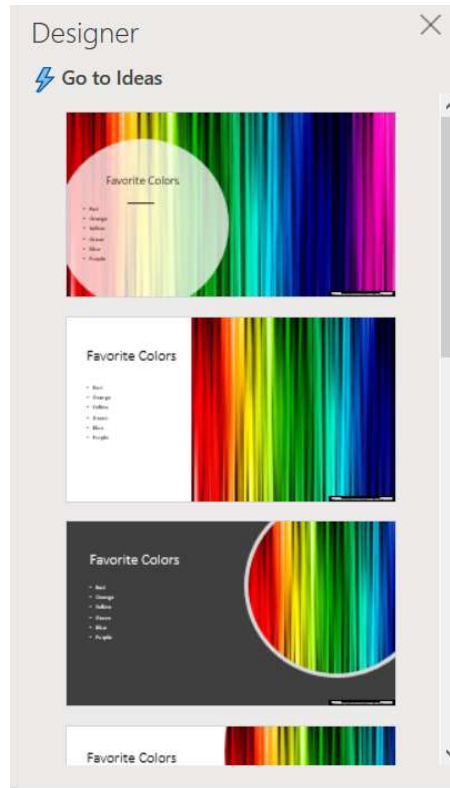 Designer
Go to Ideas
Favorite Colors
• Red
• Orange
• Yellow
• Green
• Blue
• Purple
Favorite Colors
• Red
• Orange
• Yellow
• Green
• Blue
• Purple
Favorite Colors
• Red
• Orange
• Yellow
• Green
• Blue
• Purple
Favorite Colors